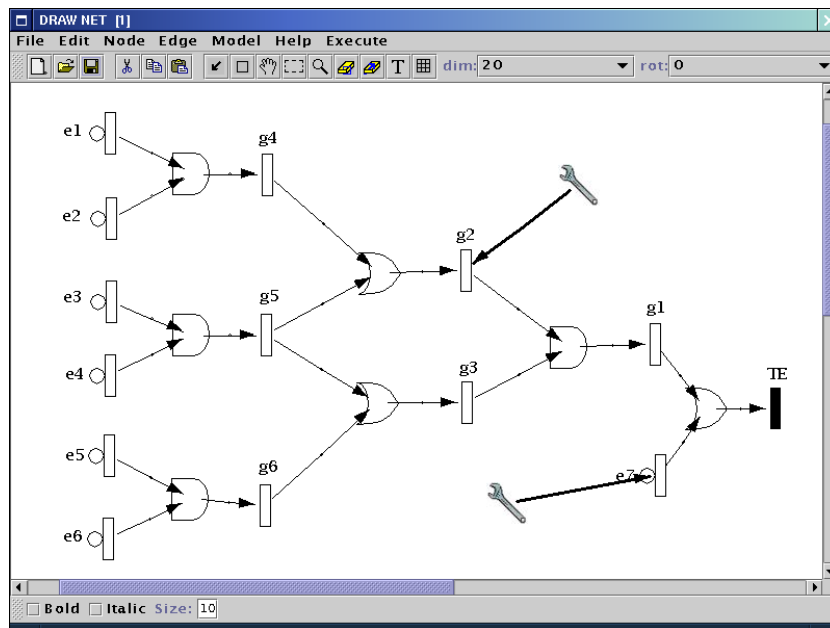 DRAW NET [1]
File Edit Node Edge Model Help Execute
T dim: 20 rot: 0
e1
g4
e2
g2
e3
g5
g1
e4
g3
TE
e5
g6
e7
e6
Bold Italic Size: 10